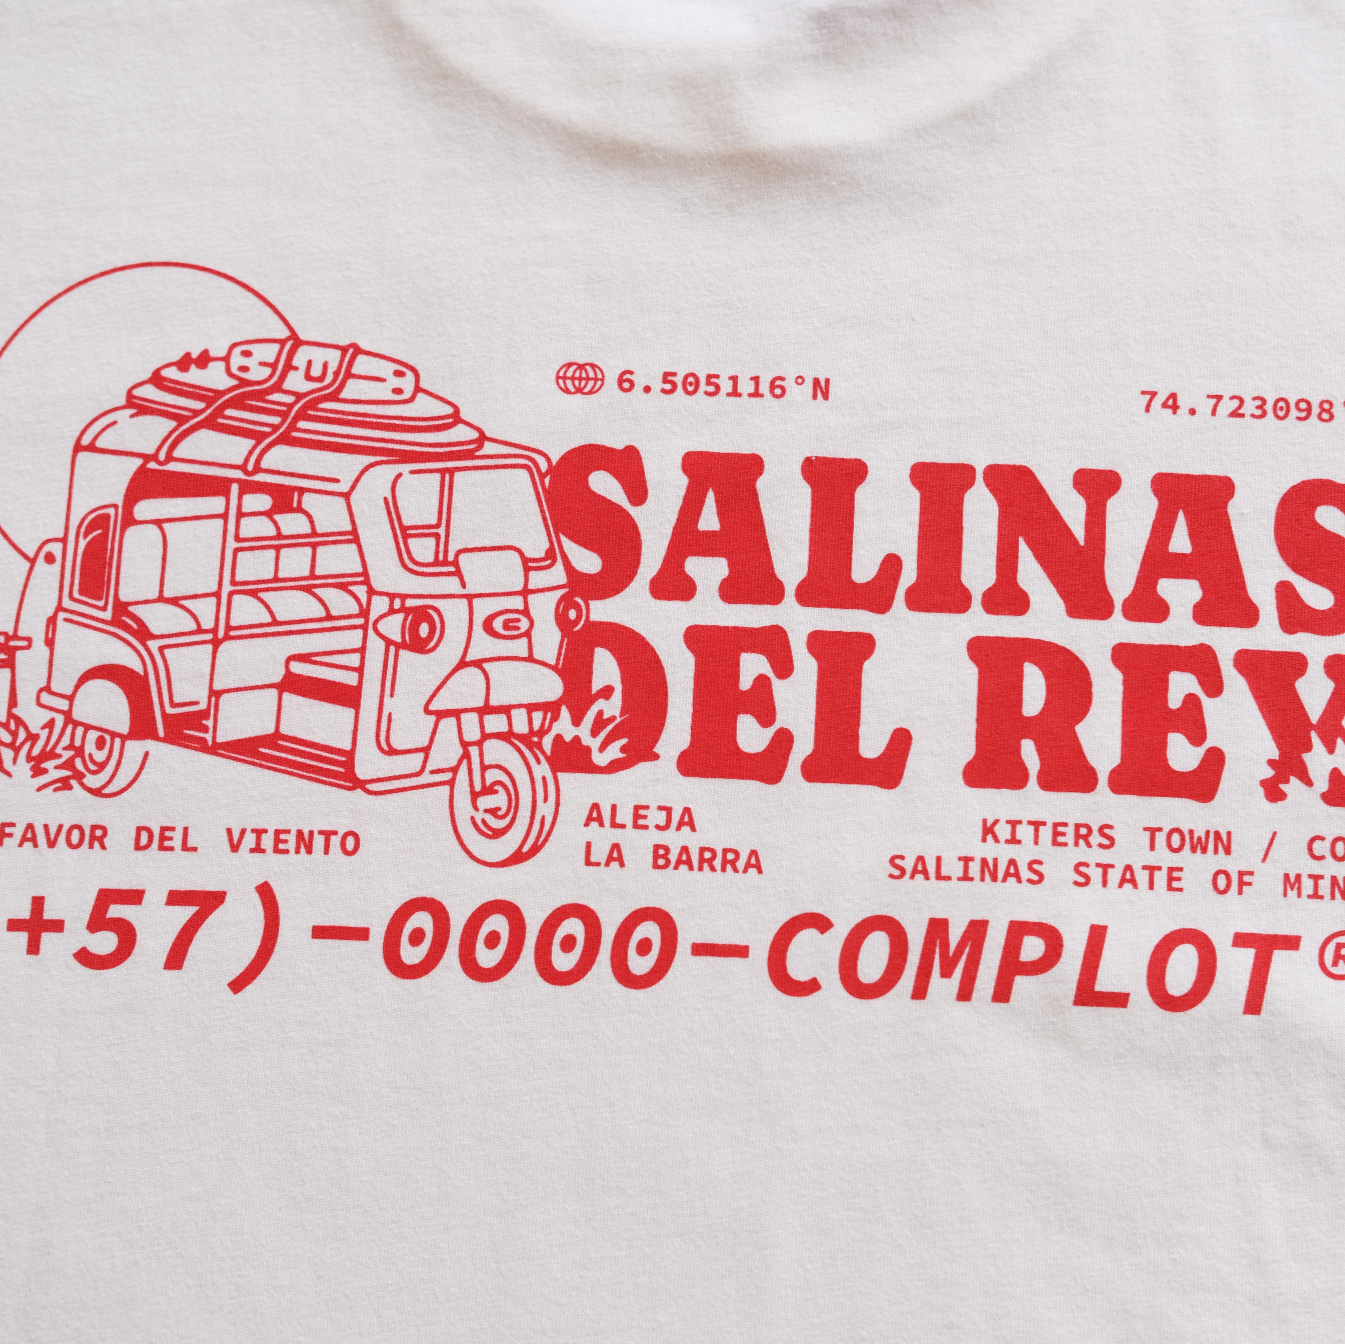 6.505116°N
74.723098°
SALINAS
DEL REY
FAVOR DEL VIENTO
ALEJA
LA BARRA
KITERS TOWN / CO
SALINAS STATE OF MIN
+57)-0000-COMPLOT®